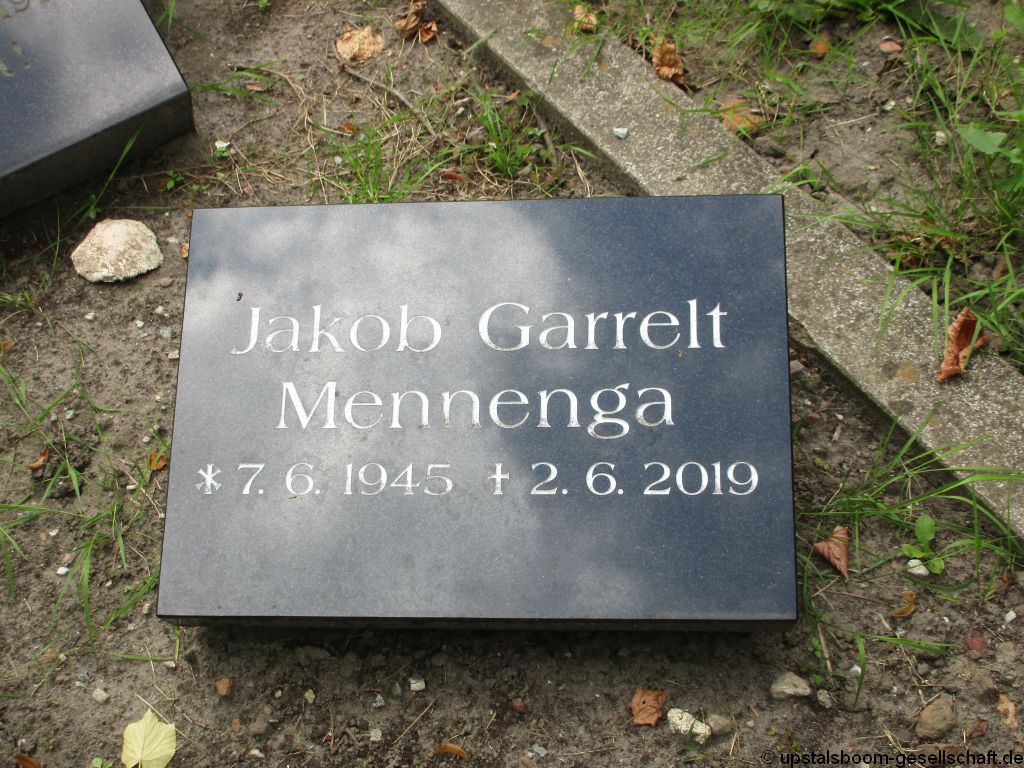 Jakob Garrelt
Mennenga
* 7. 6. 1945 † 2. 6. 2019
© upstalsboom-gesellschaft.de